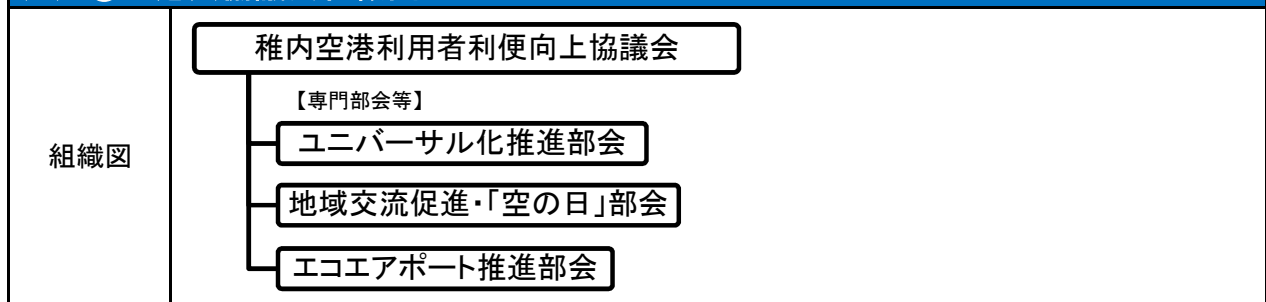 稚内空港利用者利便向上協議会
【専門部会等】
ユニバーサル化推進部会
組織図
地域交流促進・「空の日」部会
エコエアポート推進部会